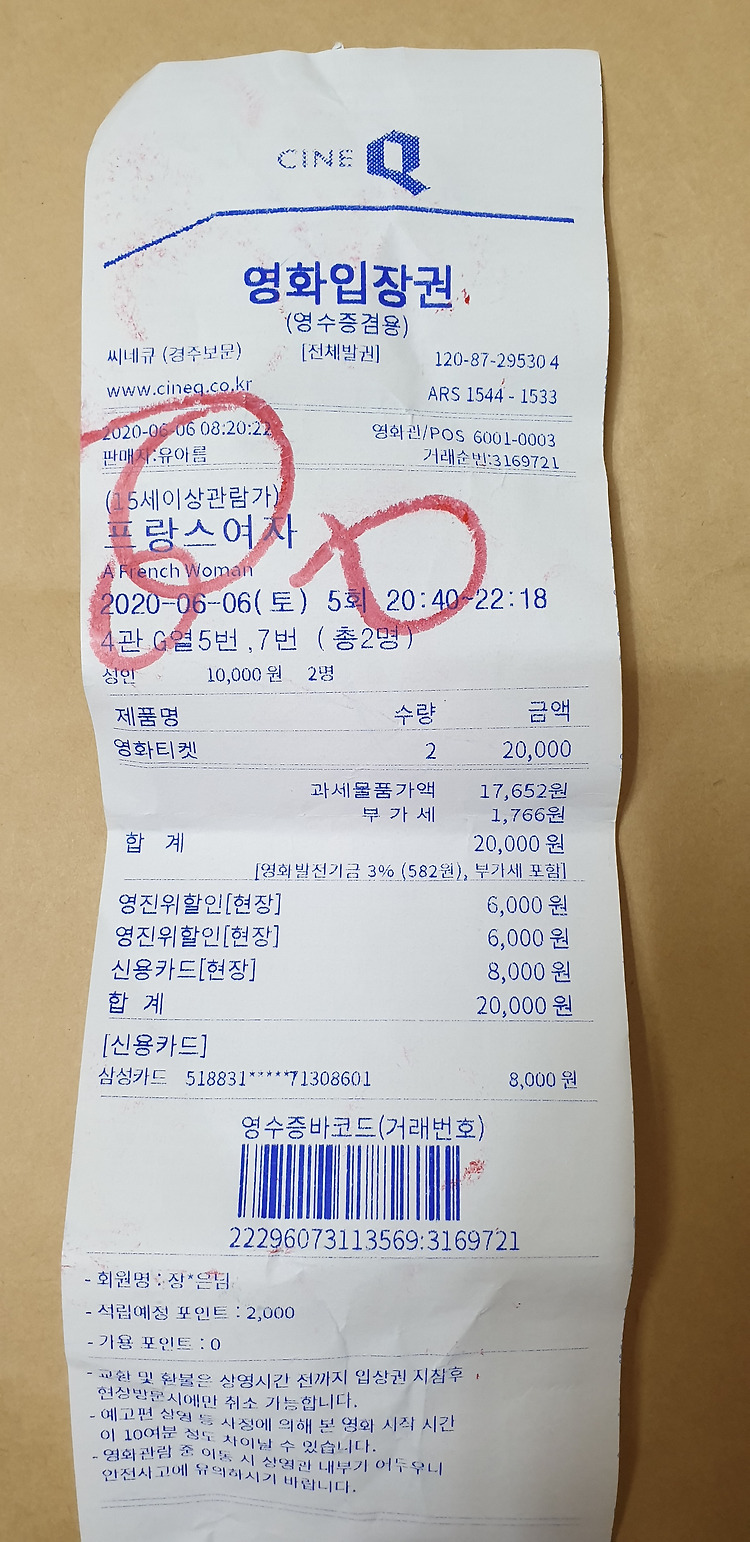 CINE Q
영화입장권
(영수증겸용)
씨네큐 (경주보문) [전체발권] 120-87-29530 4
www.cineq.co.kr ARS 1544 - 1533
2020-06-06 08:20:22 영화관/POS 6001-0003
판매자:유아름 거래순번:3169721
(15세이상관람가)
프랑스여자
A French Woman
2020-06-06(토) 5회 20:40~22:18
4관 G열5번 ,7번 (총2명)
성인 10,000 원 2명
제품명 수량 금액
영화티켓 2 20,000
과세물품가액 17,652원
부 가 세 1,766원
합 계 20,000 원
[영화발전기금 3% (582원), 부가세 포함]
영진위할인[현장] 6,000 원
영진위할인[현장] 6,000 원
신용카드[현장] 8,000 원
합 계 20,000 원
[신용카드]
삼성카드 518831*****71308601 8,000 원
영수증바코드(거래번호)
22296073113569:3169721
- 회원명 : 장*은님
- 적립예정 포인트 : 2,000
- 가용 포인트 : 0
- 교환 및 환불은 상영시간 전까지 입장권 지참후
현장방문시에만 취소 가능합니다.
- 예고편 상영 등 사정에 의해 본 영화 시작 시간
이 10여분 정도 차이날 수 있습니다.
- 영화관람 중 이동 시 상영관 내부가 어두우니
안전사고에 유의하시기 바랍니다.